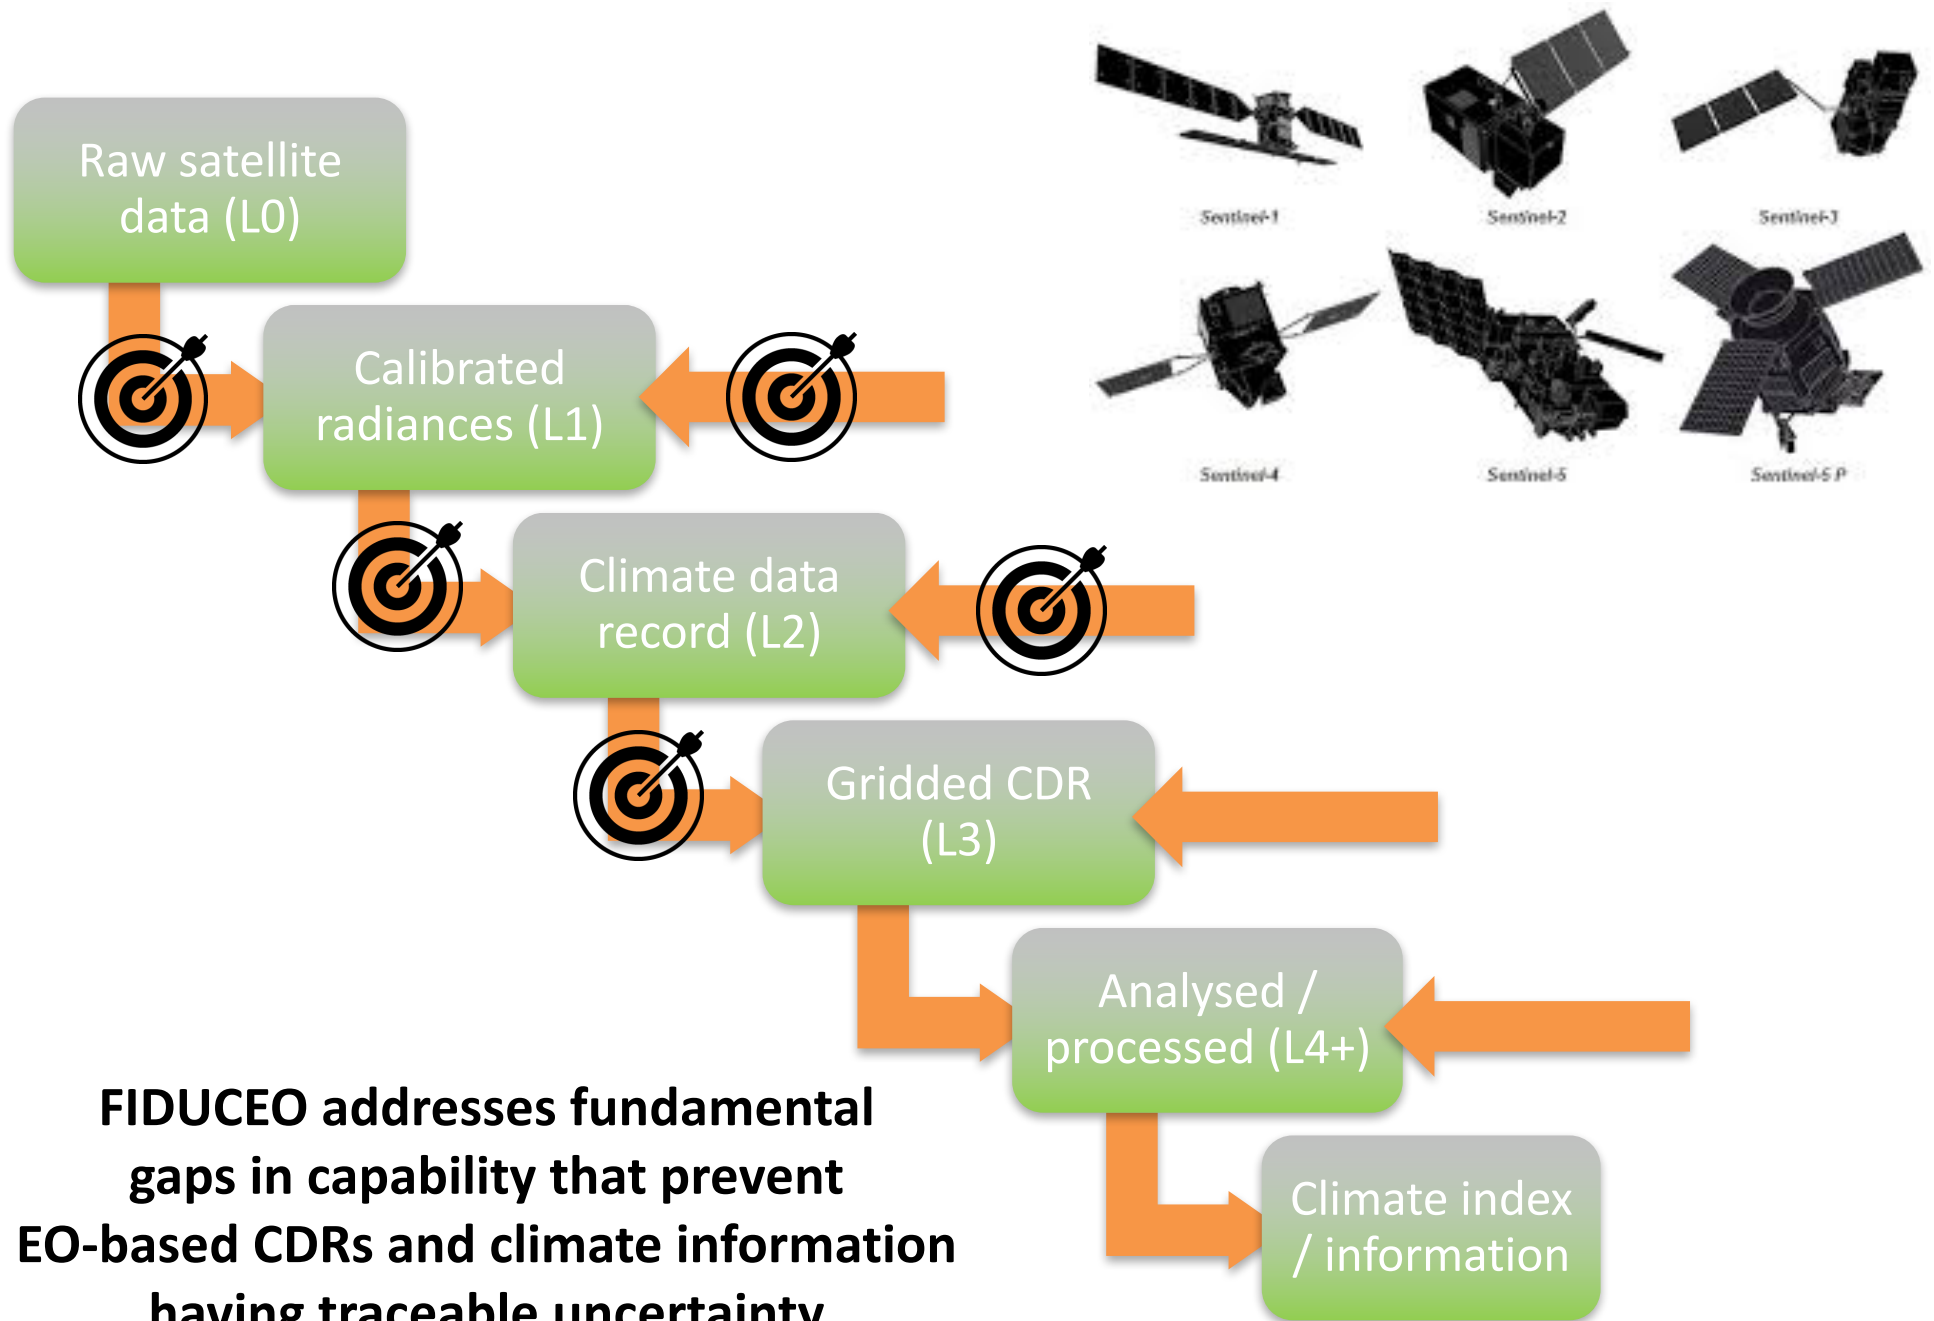 Raw satellite
data (L0)
Calibrated
radiances (L1)
Climate data
record (L2)
Gridded CDR
(L3)
Analysed /
processed (L4+)
Climate index
/ information
Sentinel-1
Sentinel-2
Sentinel-3
Sentinel-4
Sentinel-5
Sentinel-5 P
FIDUCEO addresses fundamental
gaps in capability that prevent
EO-based CDRs and climate information
having traceable uncertainty